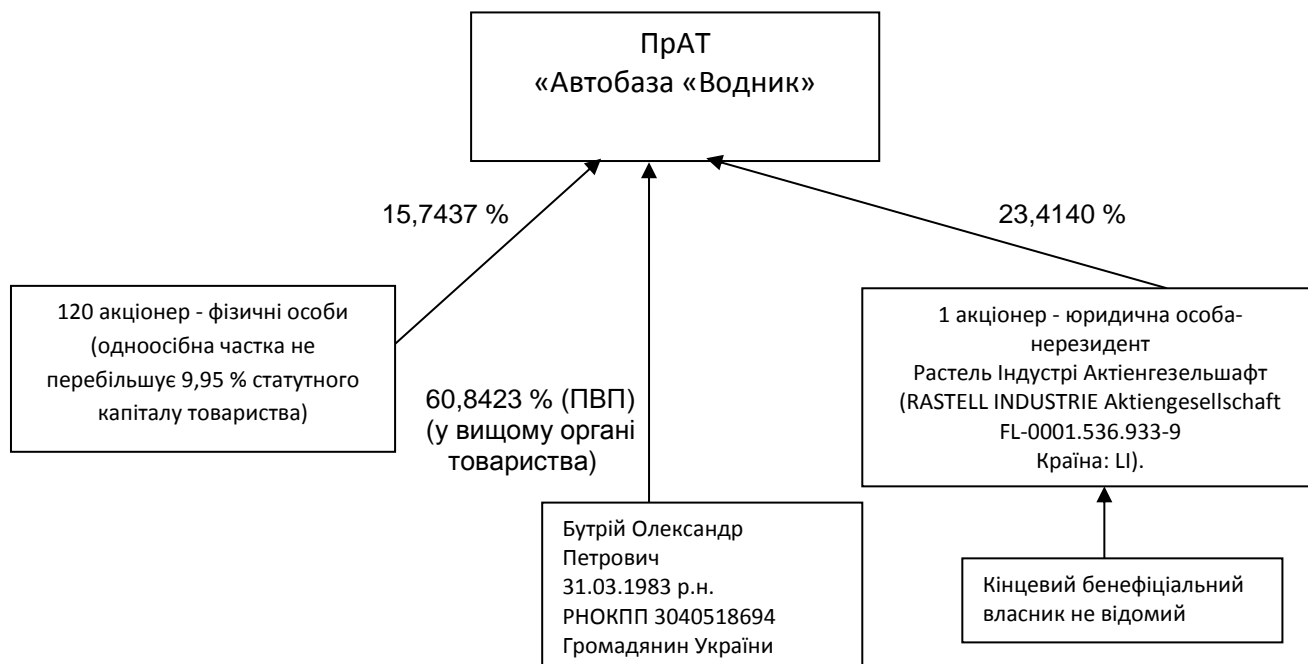 ПрАТ
«Автобаза «Водник»
15,7437 %
23,4140 %
120 акціонер - фізичні особи
(одноосібна частка не
перебільшує 9,95 % статутного
капіталу товариства)
60,8423 % (ПВП)
(у вищому органі
товариства)
1 акціонер - юридична особа-
нерезидент
Растель Індустрі Актіенгезельшафт
(RASTELL INDUSTRIE Aktiengesellschaft
FL-0001.536.933-9
Країна: LI).
Бутрій Олександр
Петрович
31.03.1983 р.н.
РНОКПП 3040518694
Громадянин України
Кінцевий бенефіціальний
власник не відомий